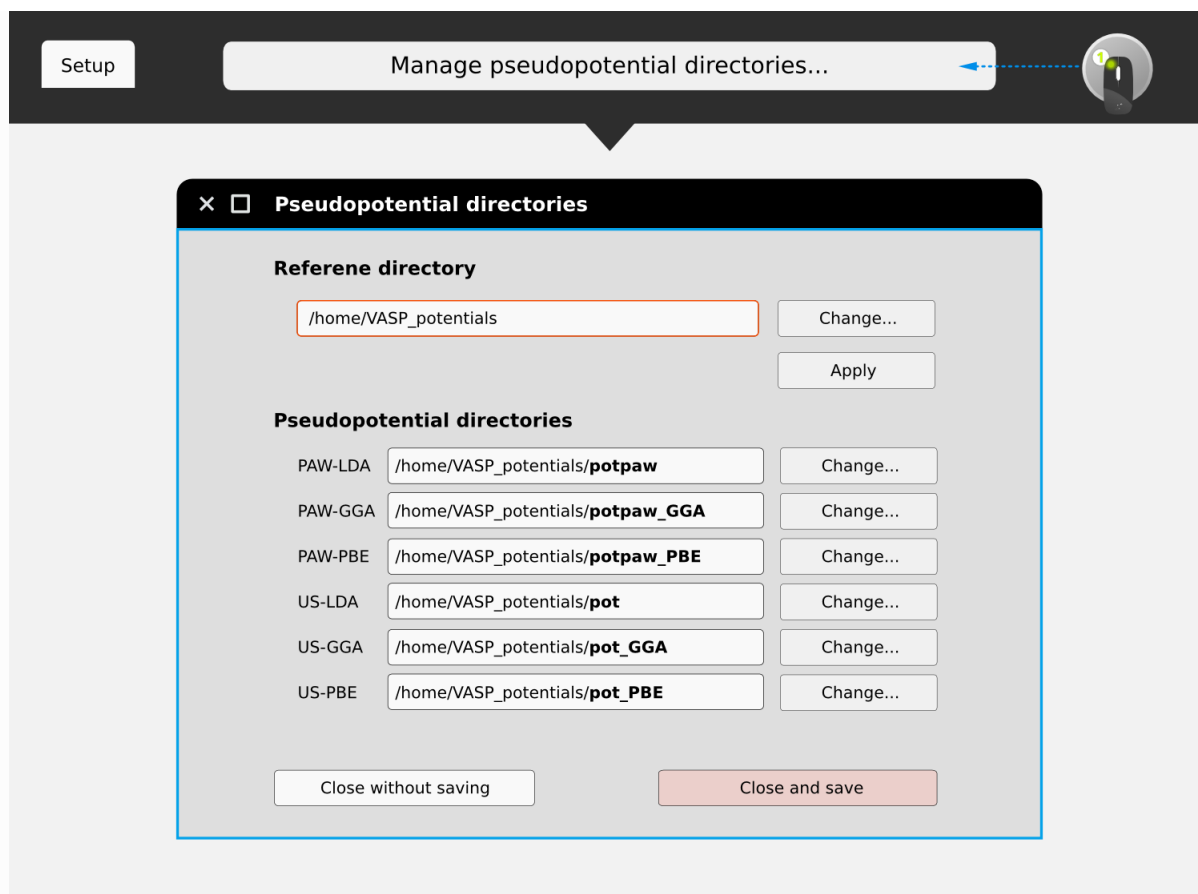 Setup
Manage pseudopotential directories...
1
Pseudopotential directories
Referene directory
/home/VASP_potentials
Change...
Apply
Pseudopotential directories
PAW-LDA /home/VASP_potentials/potpaw Change...
PAW-GGA /home/VASP_potentials/potpaw_GGA Change...
PAW-PBE /home/VASP_potentials/potpaw_PBE Change...
US-LDA /home/VASP_potentials/pot Change...
US-GGA /home/VASP_potentials/pot_GGA Change...
US-PBE /home/VASP_potentials/pot_PBE Change...
Close without saving
Close and save